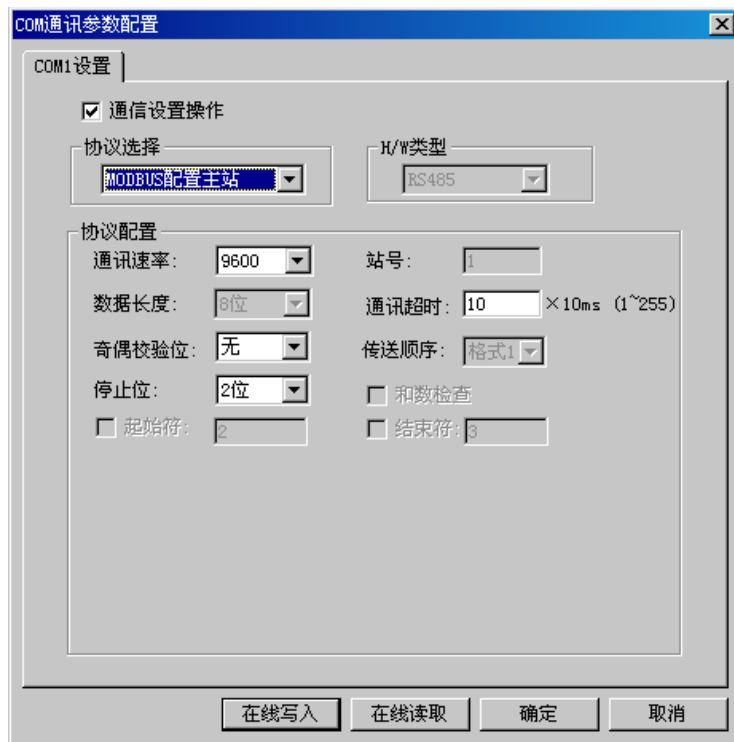 COM通讯参数配置
COM1设置
通信设置操作
协议选择
H/W类型
MODBUS配置主站
RS485
协议配置
通讯速率: 9600 站号: 1
数据长度: 8位 通讯超时: 10 ×10ms (1~255)
奇偶校验位: 无 传送顺序: 格式1
停止位: 2位 和数检查
起始符: 2 结束符: 3
在线写入 在线读取 确定 取消